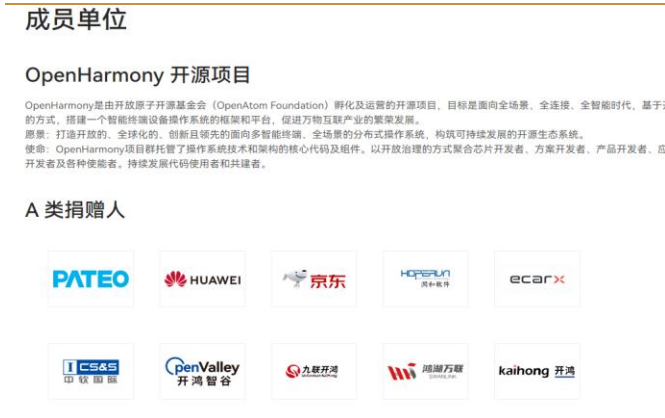 成员单位
OpenHarmony 开源项目
OpenHarmony是由开放原子开源基金会（OpenAtom Foundation）孵化及运营的开源项目，目标是面向全场景、全连接、全智能时代，基于
的方式，搭建一个智能终端设备操作系统的框架和平台，促进万物互联产业的繁荣发展。
愿景：打造开放的、全球化的、创新且领先的面向多智能终端、全场景的分布式操作系统，构筑可持续发展的开源生态系统。
使命：OpenHarmony项目群托管了操作系统技术和架构的核心代码及组件。以开放治理的方式聚合芯片开发者、方案开发者、产品开发者、应
开发者及各种使能者。持续发展代码使用者和共建者。
A 类捐赠人
PATEO
HUAWEI
京东
HOPERUN
润和软件
ecarx
ICS&S
中软国际
OpenValley
开鸿智谷
九联开鸿
鸿湖万联
SWANLINK
kaihong 开鸿